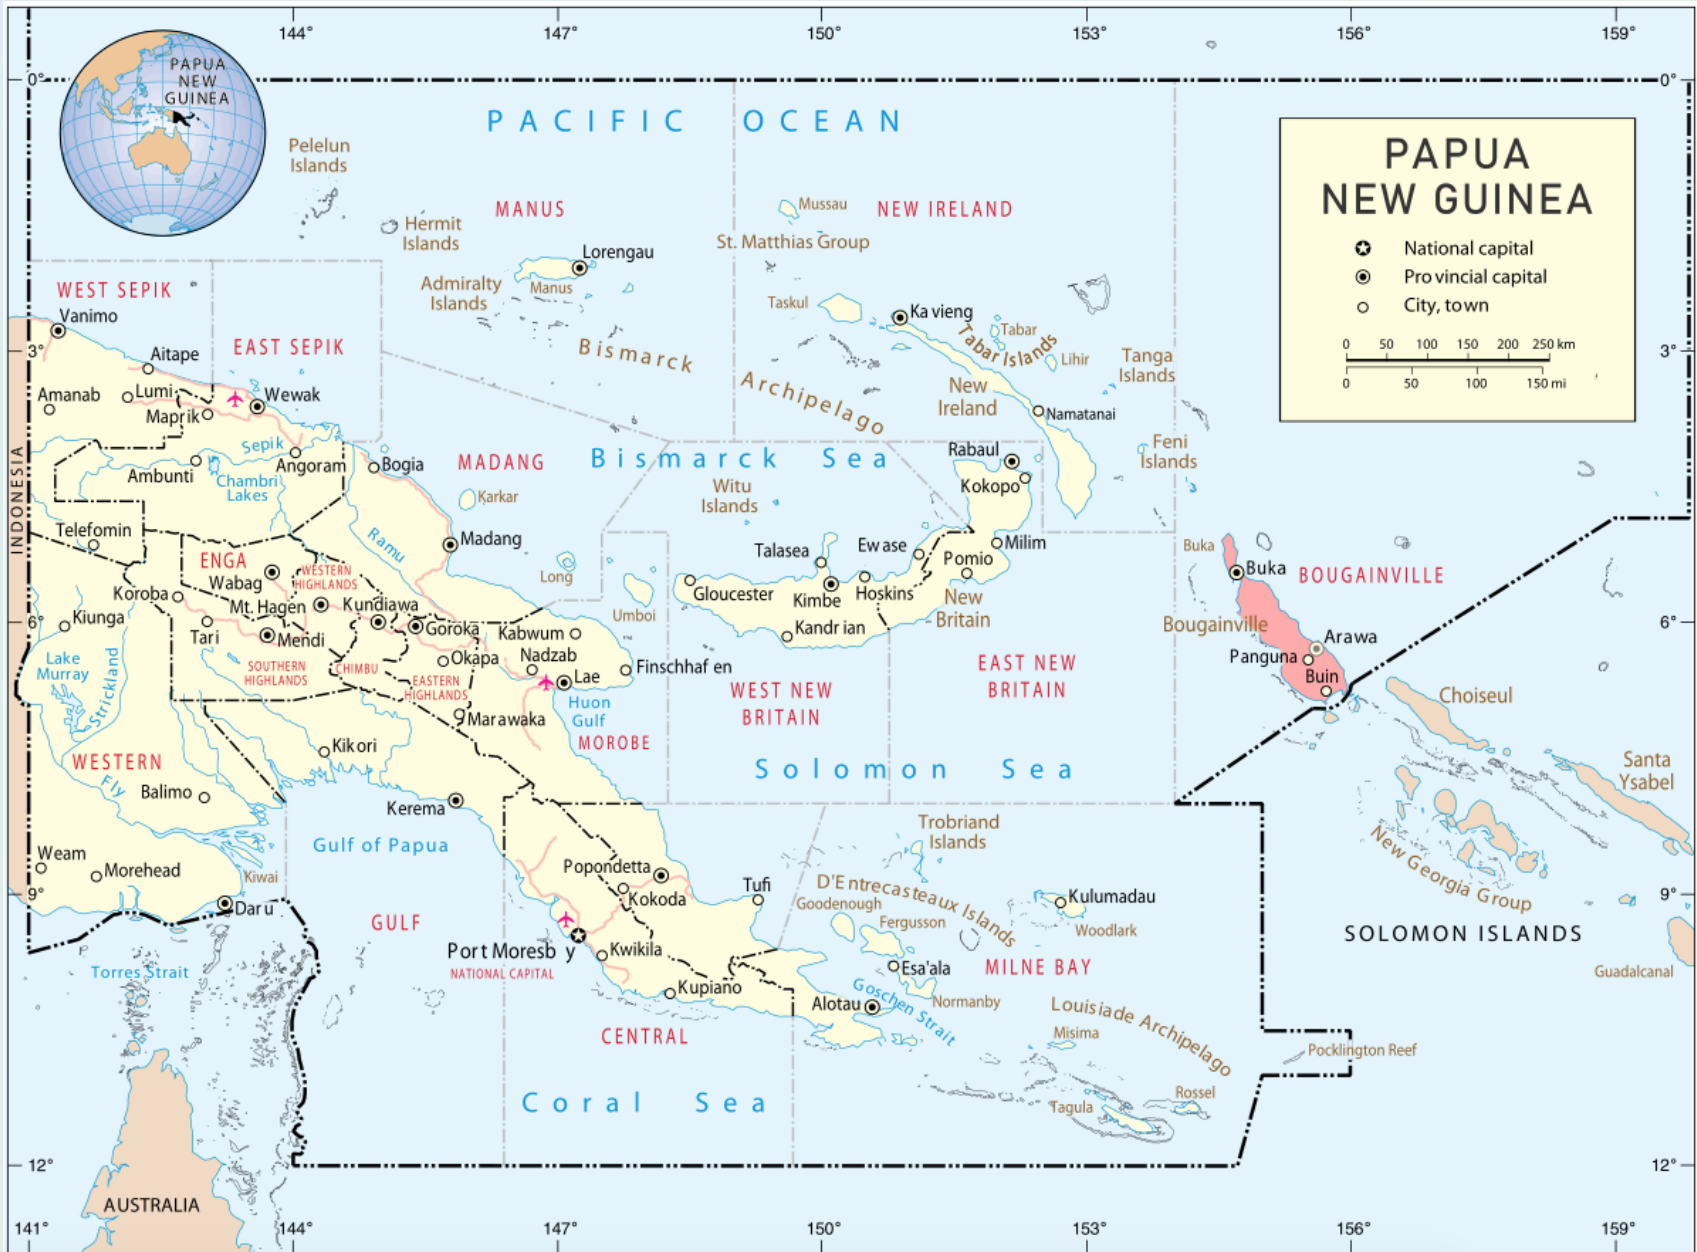 144°
147°
150°
153°
156°
159°
0°
0°
PAPUA
NEW
GUINEA
PACIFIC OCEAN
PAPUA
NEW GUINEA
National capital
Provincial capital
City, town
0 50 100 150 200 250 km
0 50 100 150 mi
Pelelun
Islands
Hermit
Islands
MANUS
Lorengau
Manus
Admiralty
Islands
Mussau
St. Matthias Group
NEW IRELAND
Taskul
Kavieng
Tabar
Tabar Islands
Lihir
Tanga
Islands
New
Ireland
Namatanai
Feni
Islands
Bismarck
Archipelago
WEST SEPIK
Vanimo
EAST SEPIK
3°
3°
Aitape
Amanab
Lumi
Maprik
Wewak
Sepik
Ambunti
Angoram
Chambri
Lakes
Bogia
MADANG
Karkar
Bismarck Sea
Witu
Islands
Rabaul
Kokopo
INDONESIA
Telefomin
ENGA
Wabag
WESTERN
HIGHLANDS
Ramu
Madang
Long
Umboi
Talasea
Ewase
Pomio
Milim
Gloucester
Kimbe
Hoskins
New
Britain
Kandrian
Buka
Buka
BOUGAINVILLE
Bougainville
Arawa
Panguna
Buin
Choiseul
Koroba
Mt. Hagen
Kundiawa
6°
6°
Kiunga
Tari
Mendi
Goroka
Kabwum
Nadzab
Okapa
Lae
Finschhafen
Lake
Murray
Strickland
SOUTHERN
HIGHLANDS
CHIMBU
EASTERN
HIGHLANDS
Marawaka
Huon
Gulf
MOROBE
WEST NEW
BRITAIN
EAST NEW
BRITAIN
Solomon Sea
Santa
Ysabel
WESTERN
Fly
Kikori
Balimo
Kerema
Gulf of Papua
New Georgia Group
Weam
Morehead
Kiwai
9°
9°
Daru
GULF
Popondetta
Kokoda
Tufi
Trobriand
Islands
D'Entrecasteaux Islands
Goodenough
Fergusson
Kulumadau
Woodlark
Port Moresby
NATIONAL CAPITAL
Kwikila
Kupiano
Esa'ala
MILNE BAY
Normanby
Goschen Strait
Alotau
SOLOMON ISLANDS
Guadalcanal
Torres Strait
CENTRAL
Louisiade Archipelago
Misima
Pocklington Reef
Rossel
Tagula
Coral Sea
12°
12°
AUSTRALIA
141°
144°
147°
150°
153°
156°
159°